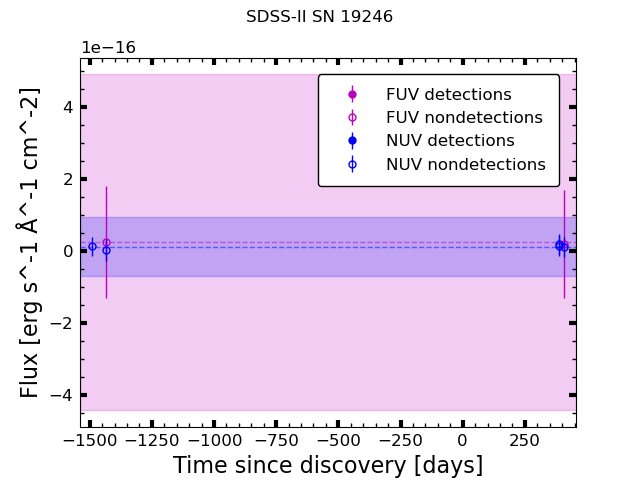 SDSS-II SN 19246
1e−16
FUV detections
FUV nondetections
NUV detections
NUV nondetections
4
2
0
−2
−4
Flux [erg s^-1 Å^-1 cm^-2]
−1500 −1250 −1000 −750 −500 −250 0 250
Time since discovery [days]